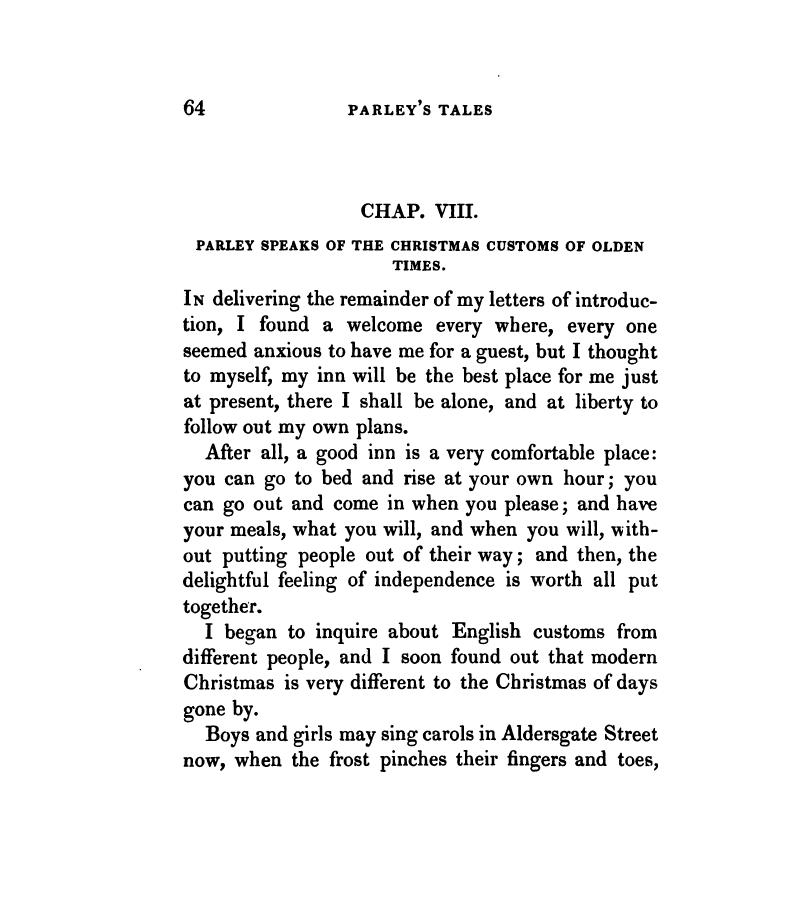 64 PARLEY'S TALES
CHAP. VIII.
PARLEY SPEAKS OF THE CHRISTMAS CUSTOMS OF OLDEN
TIMES.
IN delivering the remainder of my letters of introduc-
tion, I found a welcome every where, every one
seemed anxious to have me for a guest, but I thought
to myself, my inn will be the best place for me just
at present, there I shall be alone, and at liberty to
follow out my own plans.
After all, a good inn is a very comfortable place:
you can go to bed and rise at your own hour; you
can go out and come in when you please; and have
your meals, what you will, and when you will, with-
out putting people out of their way; and then, the
delightful feeling of independence is worth all put
together.
I began to inquire about English customs from
different people, and I soon found out that modern
Christmas is very different to the Christmas of days
gone by.
Boys and girls may sing carols in Aldersgate Street
now, when the frost pinches their fingers and toes,